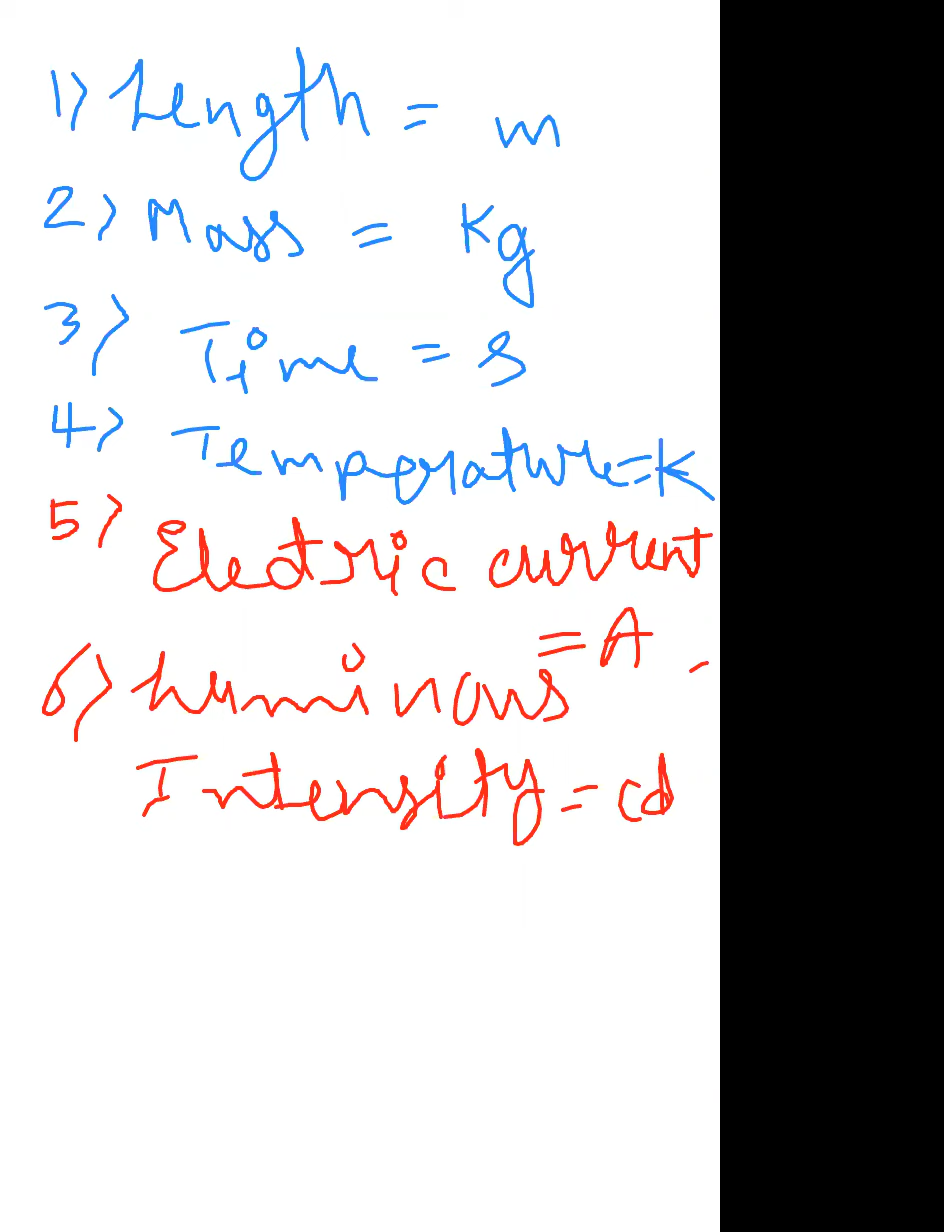 1) Length = m
2) Mass = Kg
3) Time = s
4) Temperature=K
5) Electric current
= A
6) Luminous
Intensity = cd